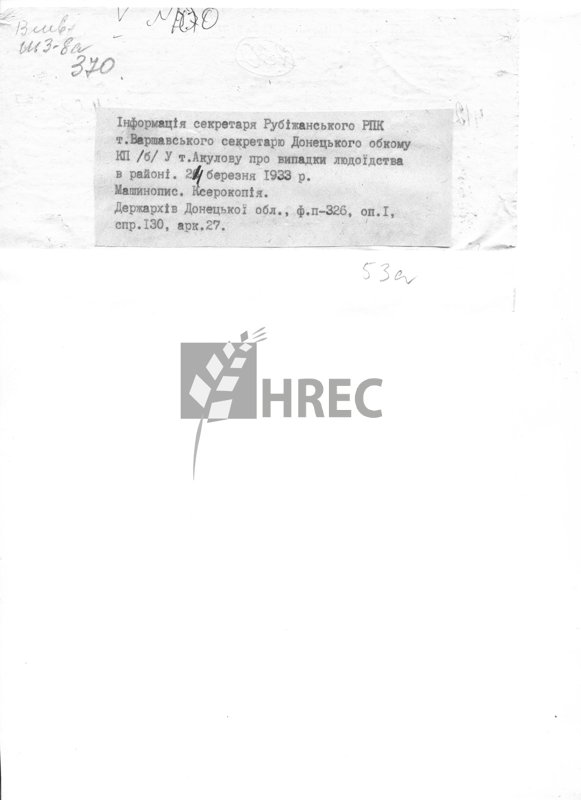 370
Інформація секретаря Рубіжанського РПК
т.Варшавського секретарю Донецького обкому
КП /б/ У т.Акулову про випадки людоїдства
в районі. 24 березня 1933 р.
Машинопис. Ксерокопія.
Держархів Донецької обл., ф.п-326, оп.I,
спр.130, арк.27.
53а
HREC